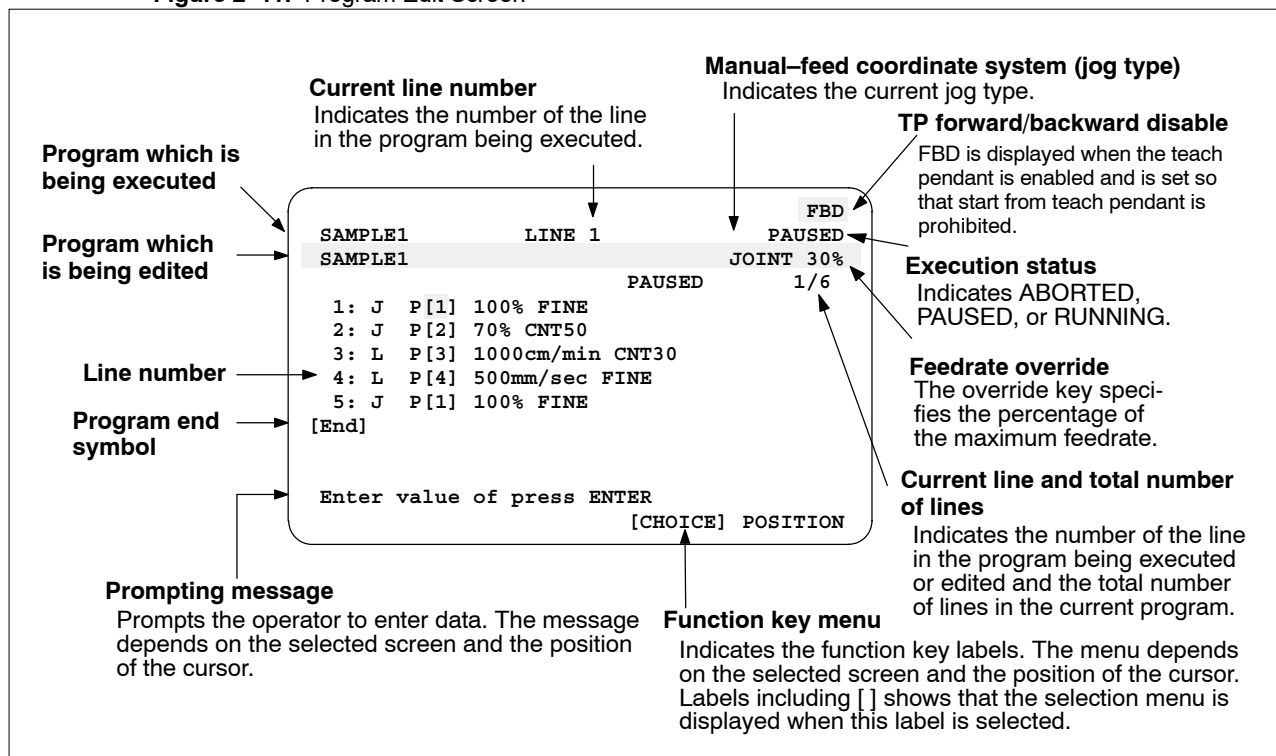 Program Edit Screen
Manual–feed coordinate system (jog type)
Indicates the current jog type.
Current line number
Indicates the number of the line
in the program being executed.
TP forward/backward disable
FBD is displayed when the teach
pendant is enabled and is set so
that start from teach pendant is
prohibited.
Program which is
being executed
Program which
is being edited
FBD
SAMPLE1 LINE 1 PAUSED
SAMPLE1 JOINT 30%
PAUSED 1/6
1: J P[1] 100% FINE
2: J P[2] 70% CNT50
3: L P[3] 1000cm/min CNT30
4: L P[4] 500mm/sec FINE
5: J P[1] 100% FINE
[End]
Enter value of press ENTER
[CHOICE] POSITION
Execution status
Indicates ABORTED,
PAUSED, or RUNNING.
Line number
Program end
symbol
Feedrate override
The override key speci-
fies the percentage of
the maximum feedrate.
Current line and total number
of lines
Indicates the number of the line
in the program being executed
or edited and the total number
of lines in the current program.
Prompting message
Prompts the operator to enter data. The message
depends on the selected screen and the position
of the cursor.
Function key menu
Indicates the function key labels. The menu depends
on the selected screen and the position of the cursor.
Labels including [ ] shows that the selection menu is
displayed when this label is selected.